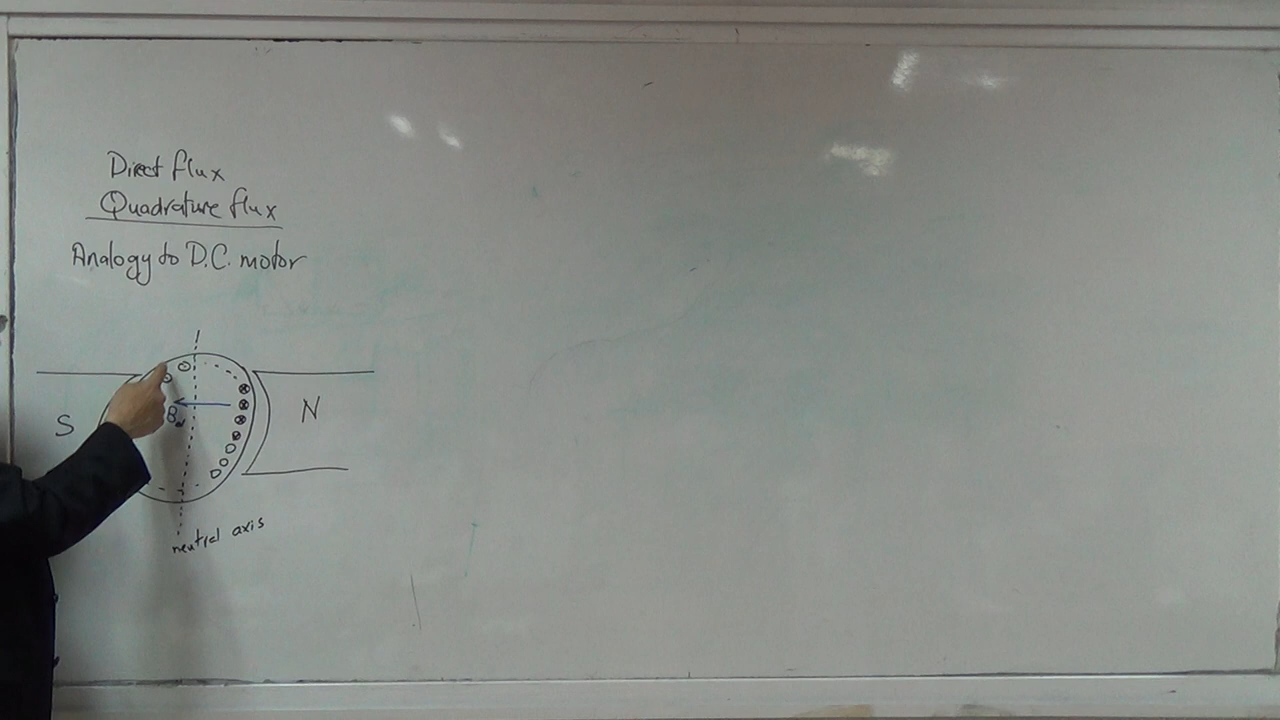 Direct flux
Quadrature flux
Analogy to D.C. motor
S
B
N
neutral axis